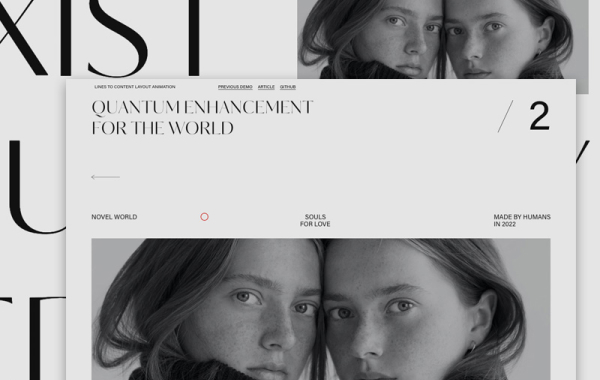 XIST
LINES TO CONTENT LAYOUT ANIMATION
PREVIOUS DEMO ARTICLE GITHUB
QUANTUM ENHANCEMENT
FOR THE WORLD
/ 2
NOVEL WORLD
SOULS
FOR LOVE
MADE BY HUMANS
IN 2022